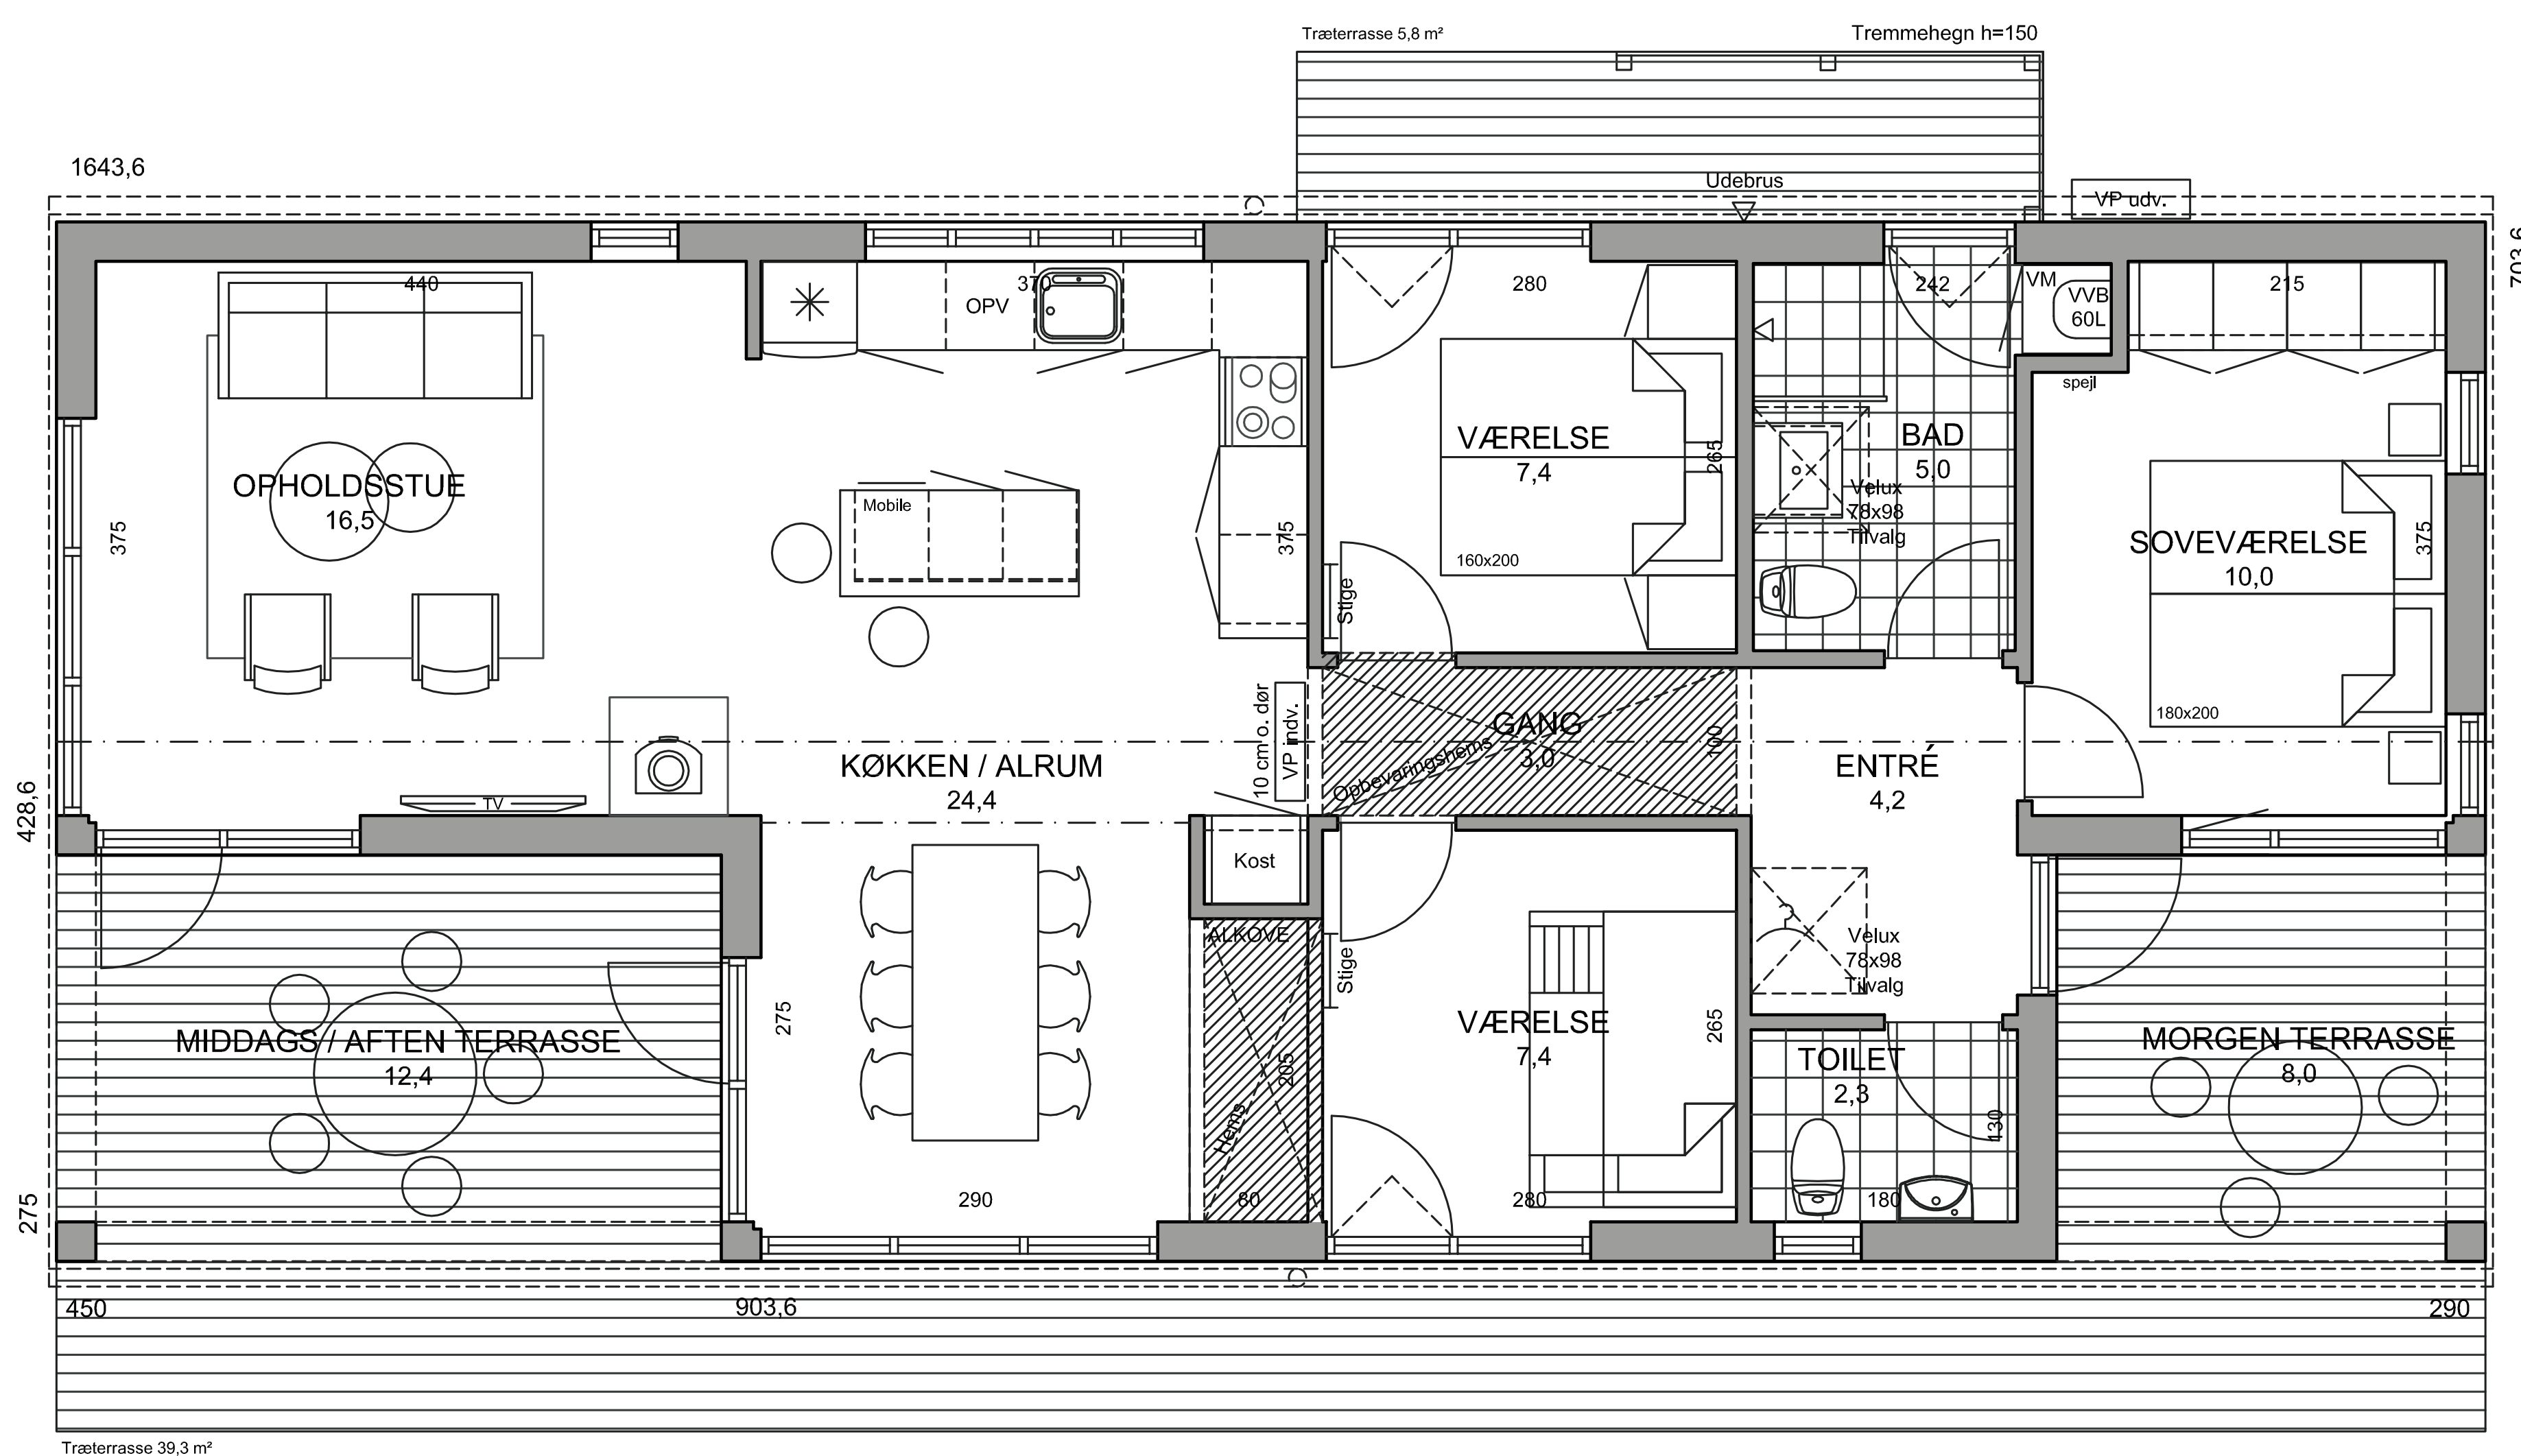 Træterrasse 5,8 m²
Tremmehegn h=150
1643,6
Udebrus
VP udv.
703,6
440
370
OPV
280
242
VM
VVB
60L
215
spejl
OPHOLDSSTUE
16,5
375
Mobile
375
VÆRELSE
7,4
265
160x200
Stige
BAD
5,0
Velux
78x98
Tilvalg
SOVEVÆRELSE
10,0
375
180x200
10 cm o. dør
VP indv.
GANG
3,0
100
Opbevaringshems
KØKKEN / ALRUM
24,4
ENTRÉ
4,2
TV
428,6
Kost
ALKOVE
Stige
Velux
78x98
Tilvalg
275
205
Hems
VÆRELSE
7,4
265
MIDDAGS / AFTEN TERRASSE
12,4
TOILET
2,3
130
MORGEN TERRASSE
8,0
275
290
80
280
180
450
903,6
290
Træterrasse 39,3 m²